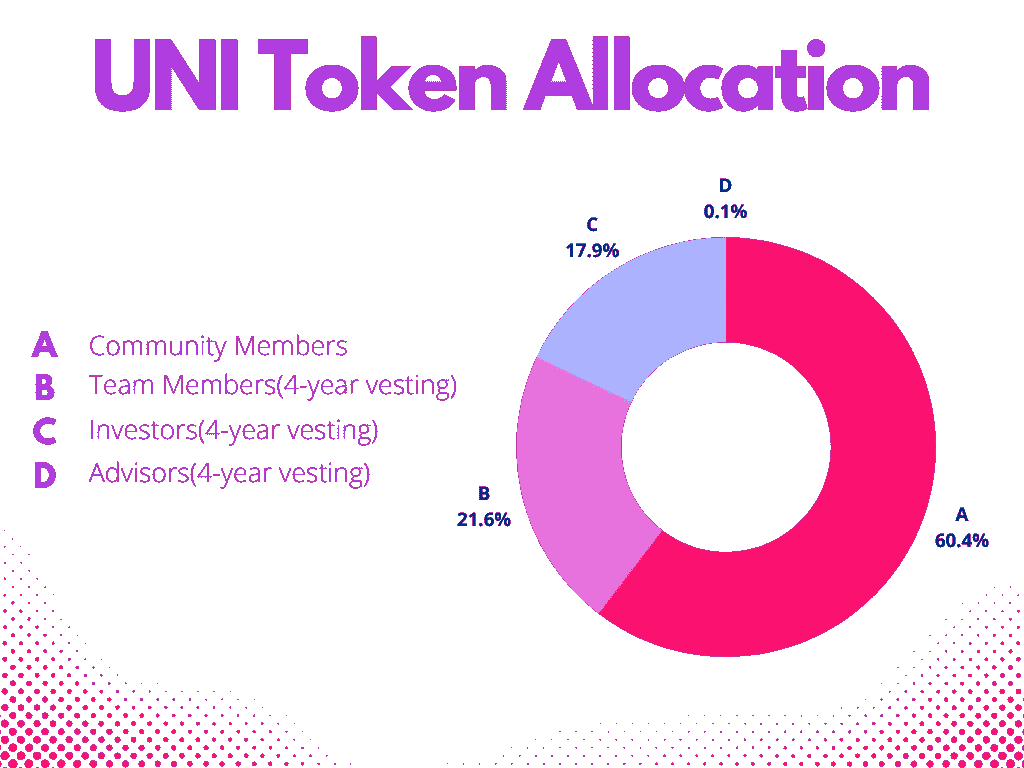 UNI Token Allocation
D
0.1%
C
17.9%
A Community Members
B Team Members(4-year vesting)
C Investors(4-year vesting)
D Advisors(4-year vesting)
B
21.6%
A
60.4%